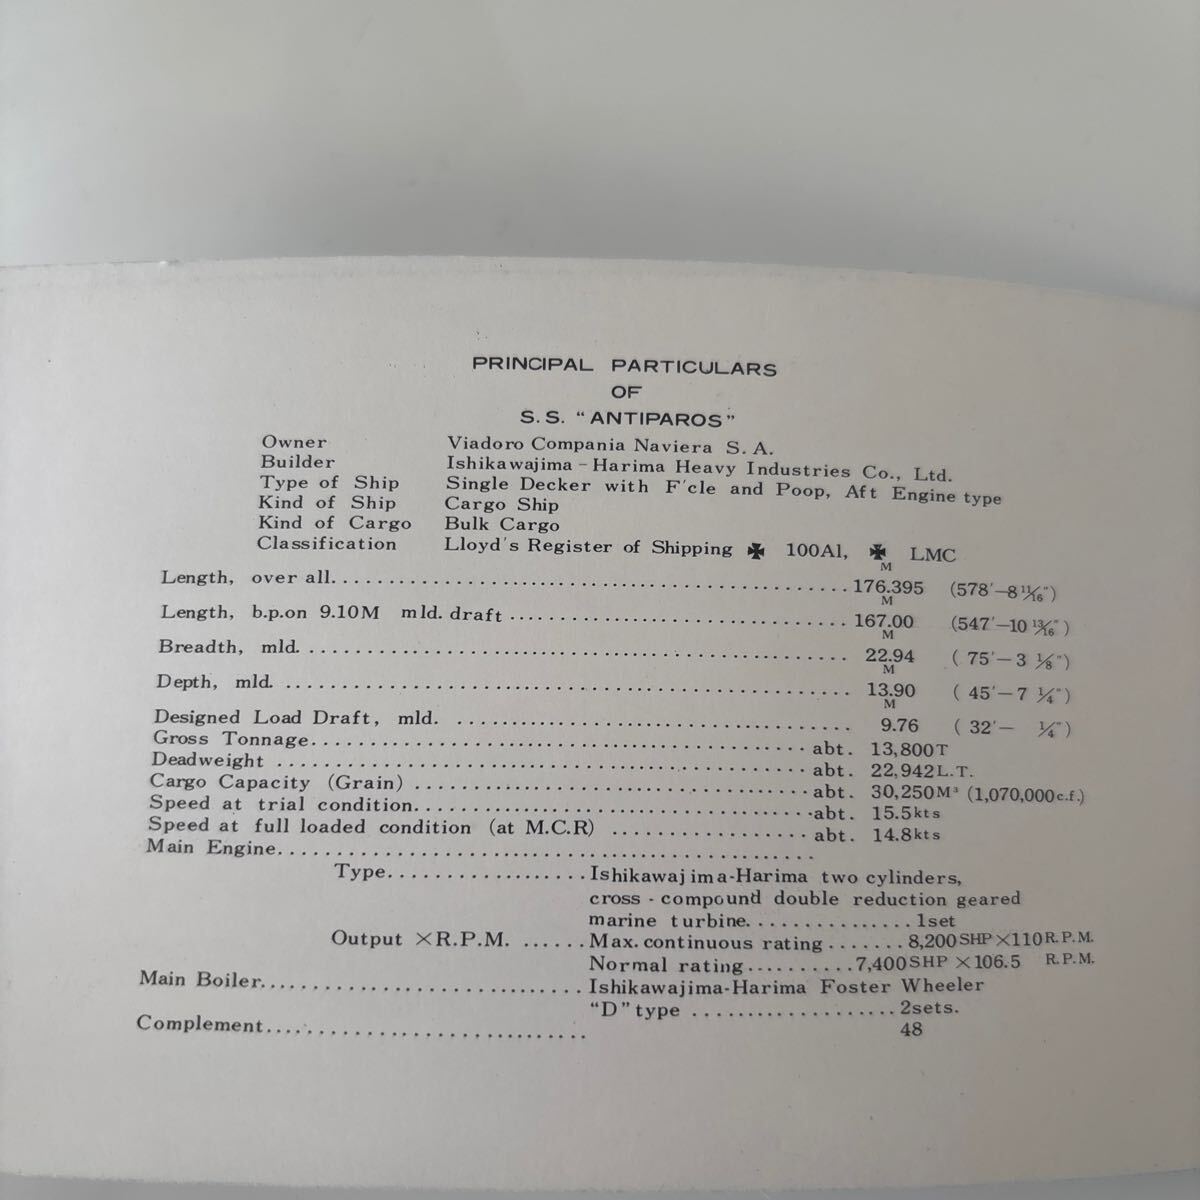 PRINCIPAL PARTICULARS
OF
S. S. “ANTIPAROS”
Owner Viadoro Compania Naviera S. A.
Builder Ishikawajima-Harima Heavy Industries Co., Ltd.
Type of Ship Single Decker with F'cle and Poop, Aft Engine type
Kind of Ship Cargo Ship
Kind of Cargo Bulk Cargo
Classification Lloyd's Register of Shipping ✠ 100Al, ✠ LMC
Length, over all. 176.395 M (578′-8 11/16″)
Length, b.p.on 9.10M mld. draft 167.00 M (547′-10 13/16″)
Breadth, mld. 22.94 M (75′-3 1/8″)
Depth, mld. 13.90 M (45′-7 1/4″)
Designed Load Draft, mld. 9.76 M (32′- 1/4″)
Gross Tonnage. abt. 13,800T
Deadweight abt. 22,942L.T.
Cargo Capacity (Grain) abt. 30,250M³ (1,070,000c.f.)
Speed at trial condition. abt. 15.5kts
Speed at full loaded condition (at M.C.R) abt. 14.8kts
Main Engine.
Type. Ishikawajima-Harima two cylinders,
cross-compound double reduction geared
marine turbine. 1set
Output ×R.P.M. Max. continuous rating 8,200SHP×110R.P.M.
Normal rating 7,400SHP×106.5 R.P.M.
Main Boiler. Ishikawajima-Harima Foster Wheeler
“D” type 2sets.
Complement. 48